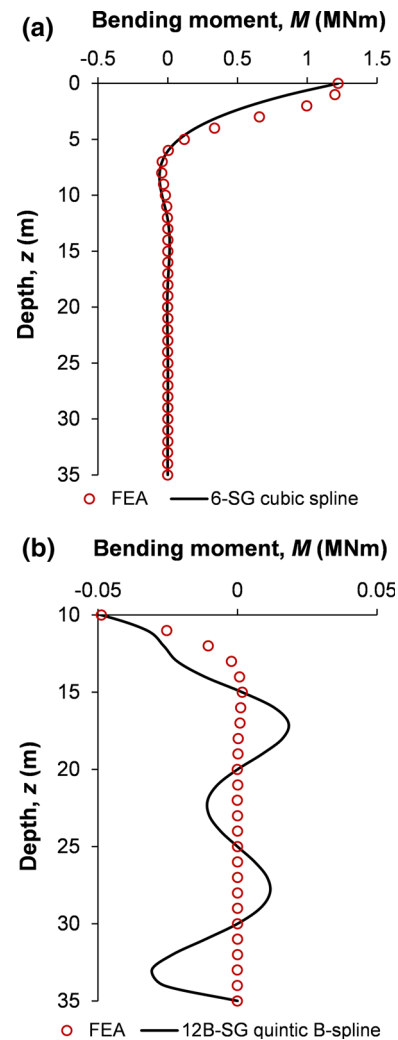 (a) Bending moment, M (MNm)
-0.5 0 0.5 1 1.5
0
5
10
15
20
25
30
35
Depth, z (m)
FEA 6-SG cubic spline
(b) Bending moment, M (MNm)
-0.05 0 0.05
10
15
20
25
30
35
Depth, z (m)
FEA 12B-SG quintic B-spline